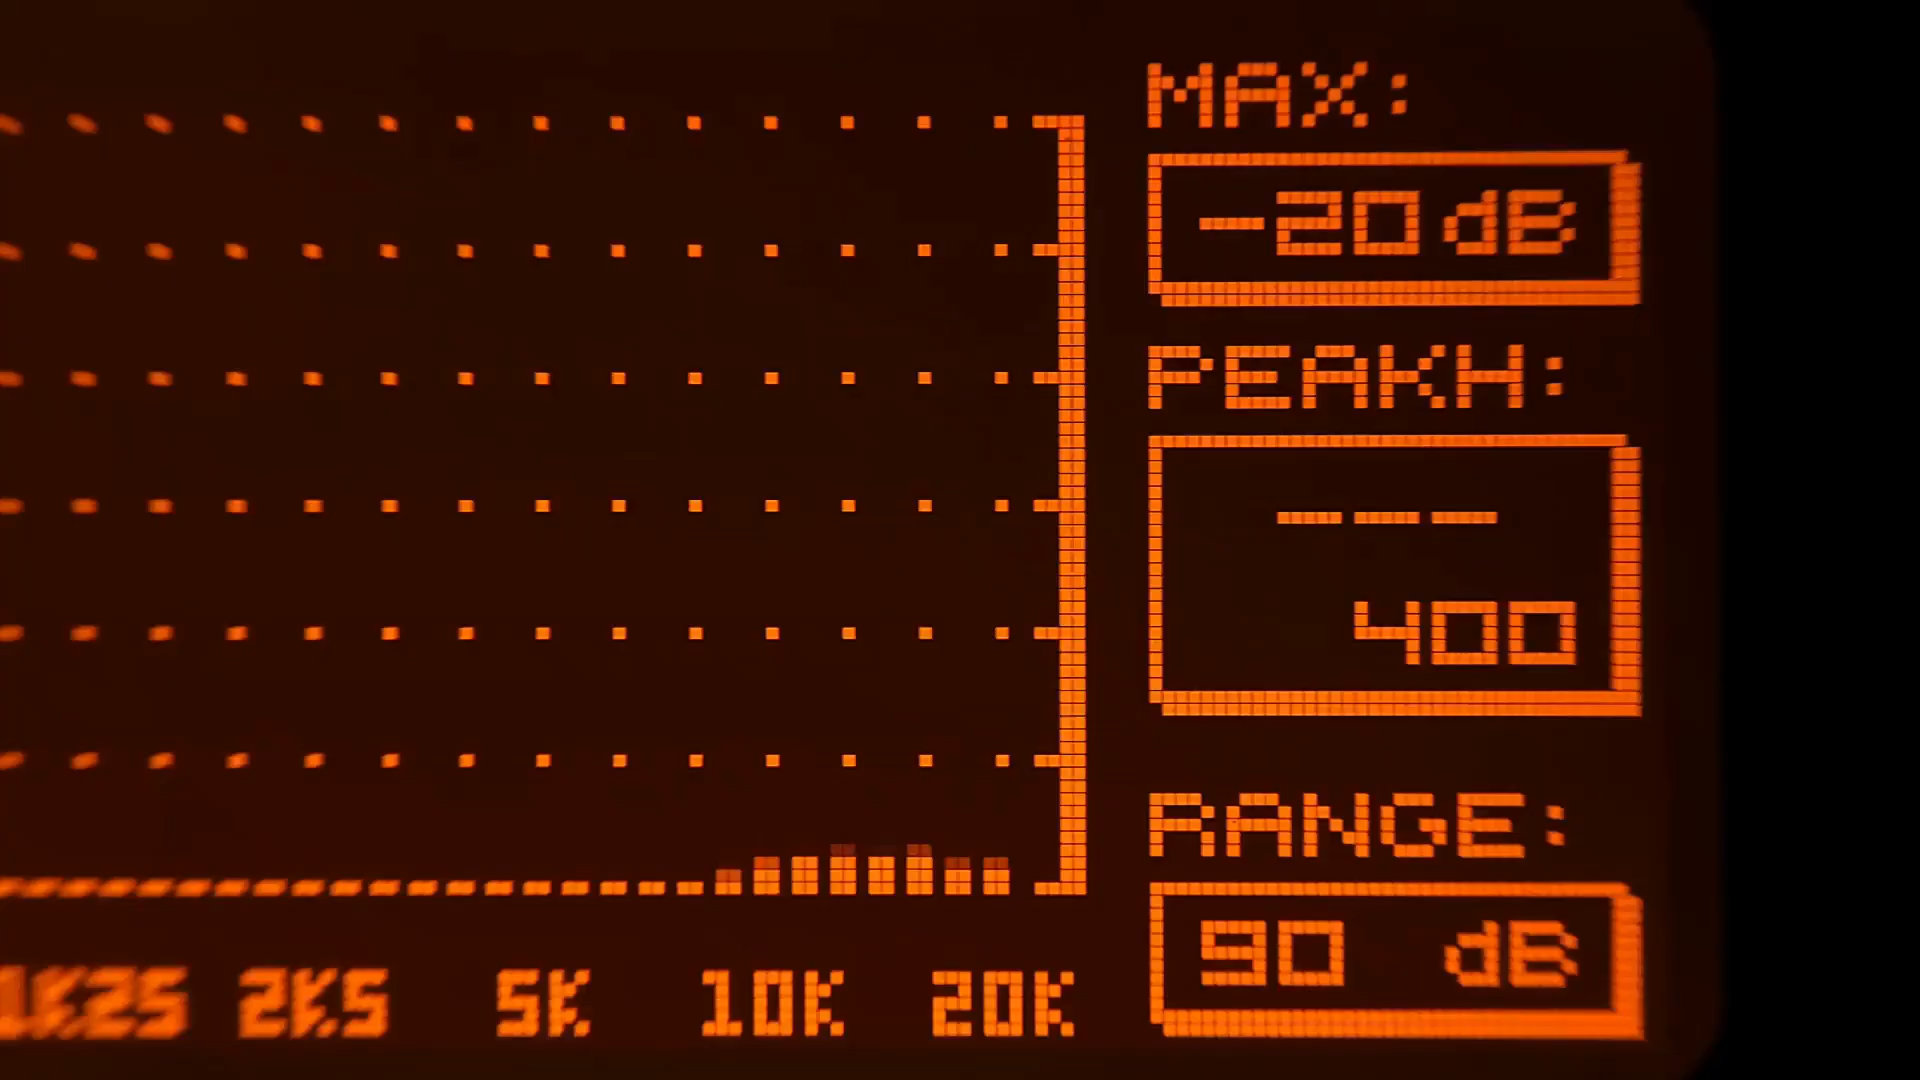 MAX:
-20dB
PEAKH:
---
400
RANGE:
90 dB
1K25 2K5 5K 10K 20K